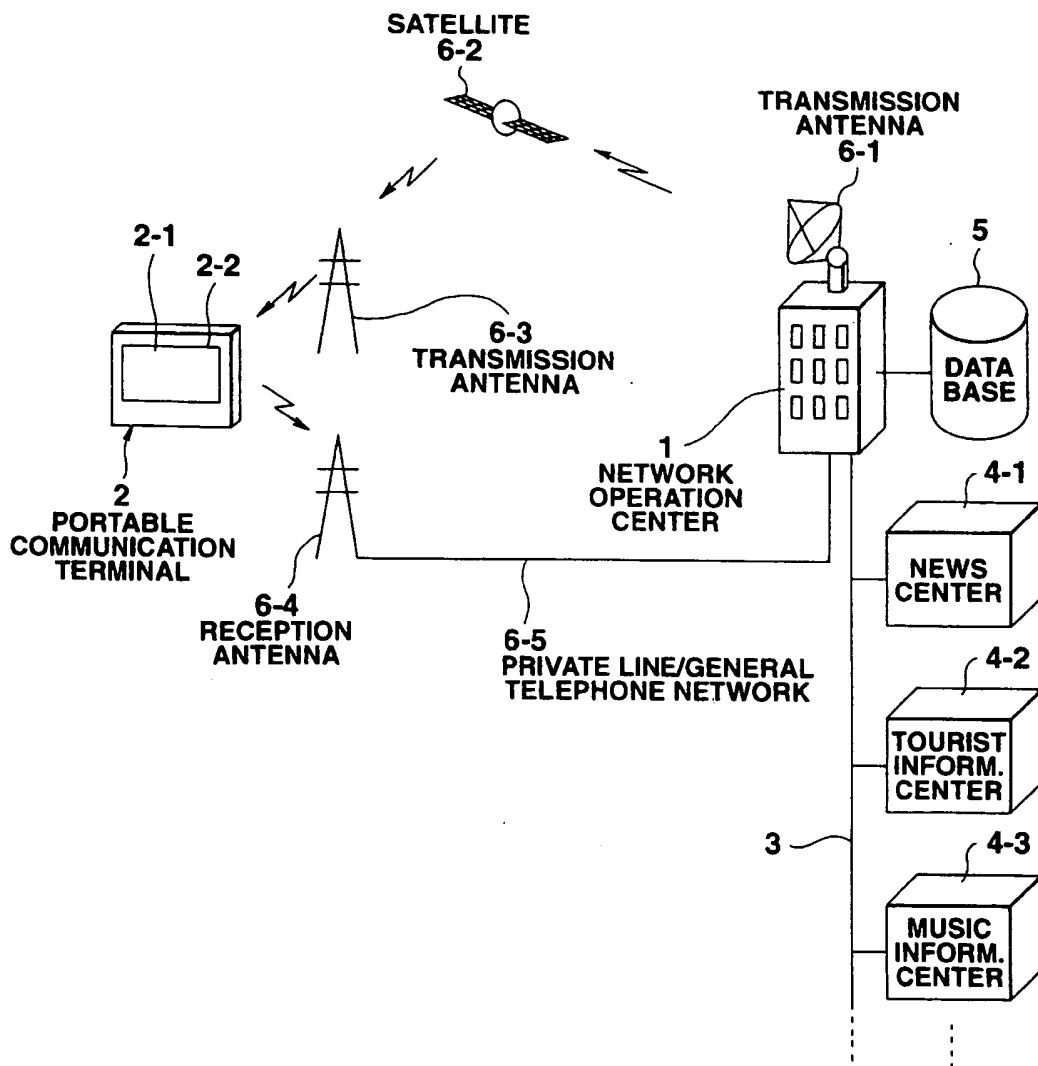 SATELLITE
6-2
TRANSMISSION
ANTENNA
6-1
2-1
2-2
5
DATA
BASE
6-3
TRANSMISSION
ANTENNA
1
NETWORK
OPERATION
CENTER
2
PORTABLE
COMMUNICATION
TERMINAL
6-4
RECEPTION
ANTENNA
6-5
PRIVATE LINE/GENERAL
TELEPHONE NETWORK
4-1
NEWS
CENTER
4-2
TOURIST
INFORM.
CENTER
3
4-3
MUSIC
INFORM.
CENTER